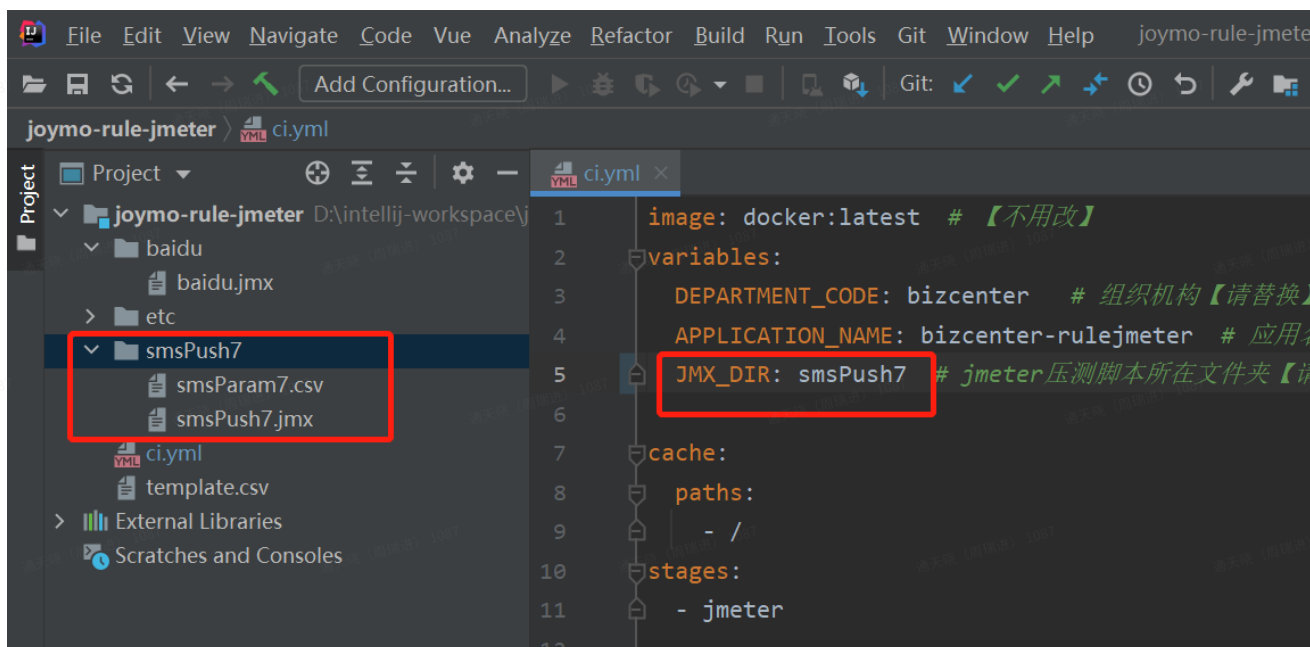 File Edit View Navigate Code Vue Analyze Refactor Build Run Tools Git Window Help joymo-rule-jmete
Add Configuration... Git:
joymo-rule-jmeter ci.yml
Project
Project
ci.yml
joymo-rule-jmeter D:\intellij-workspace\j
baidu
baidu.jmx
etc
smsPush7
smsParam7.csv
smsPush7.jmx
ci.yml
template.csv
External Libraries
Scratches and Consoles
1 image: docker:latest # 【不用改】
2 variables:
3 DEPARTMENT_CODE: bizcenter # 组织机构【请替换】
4 APPLICATION_NAME: bizcenter-rulejmeter # 应用名
5 JMX_DIR: smsPush7 # jmeter压测脚本所在文件夹【请
6
7 cache:
8 paths:
9 - /
10 stages:
11 - jmeter